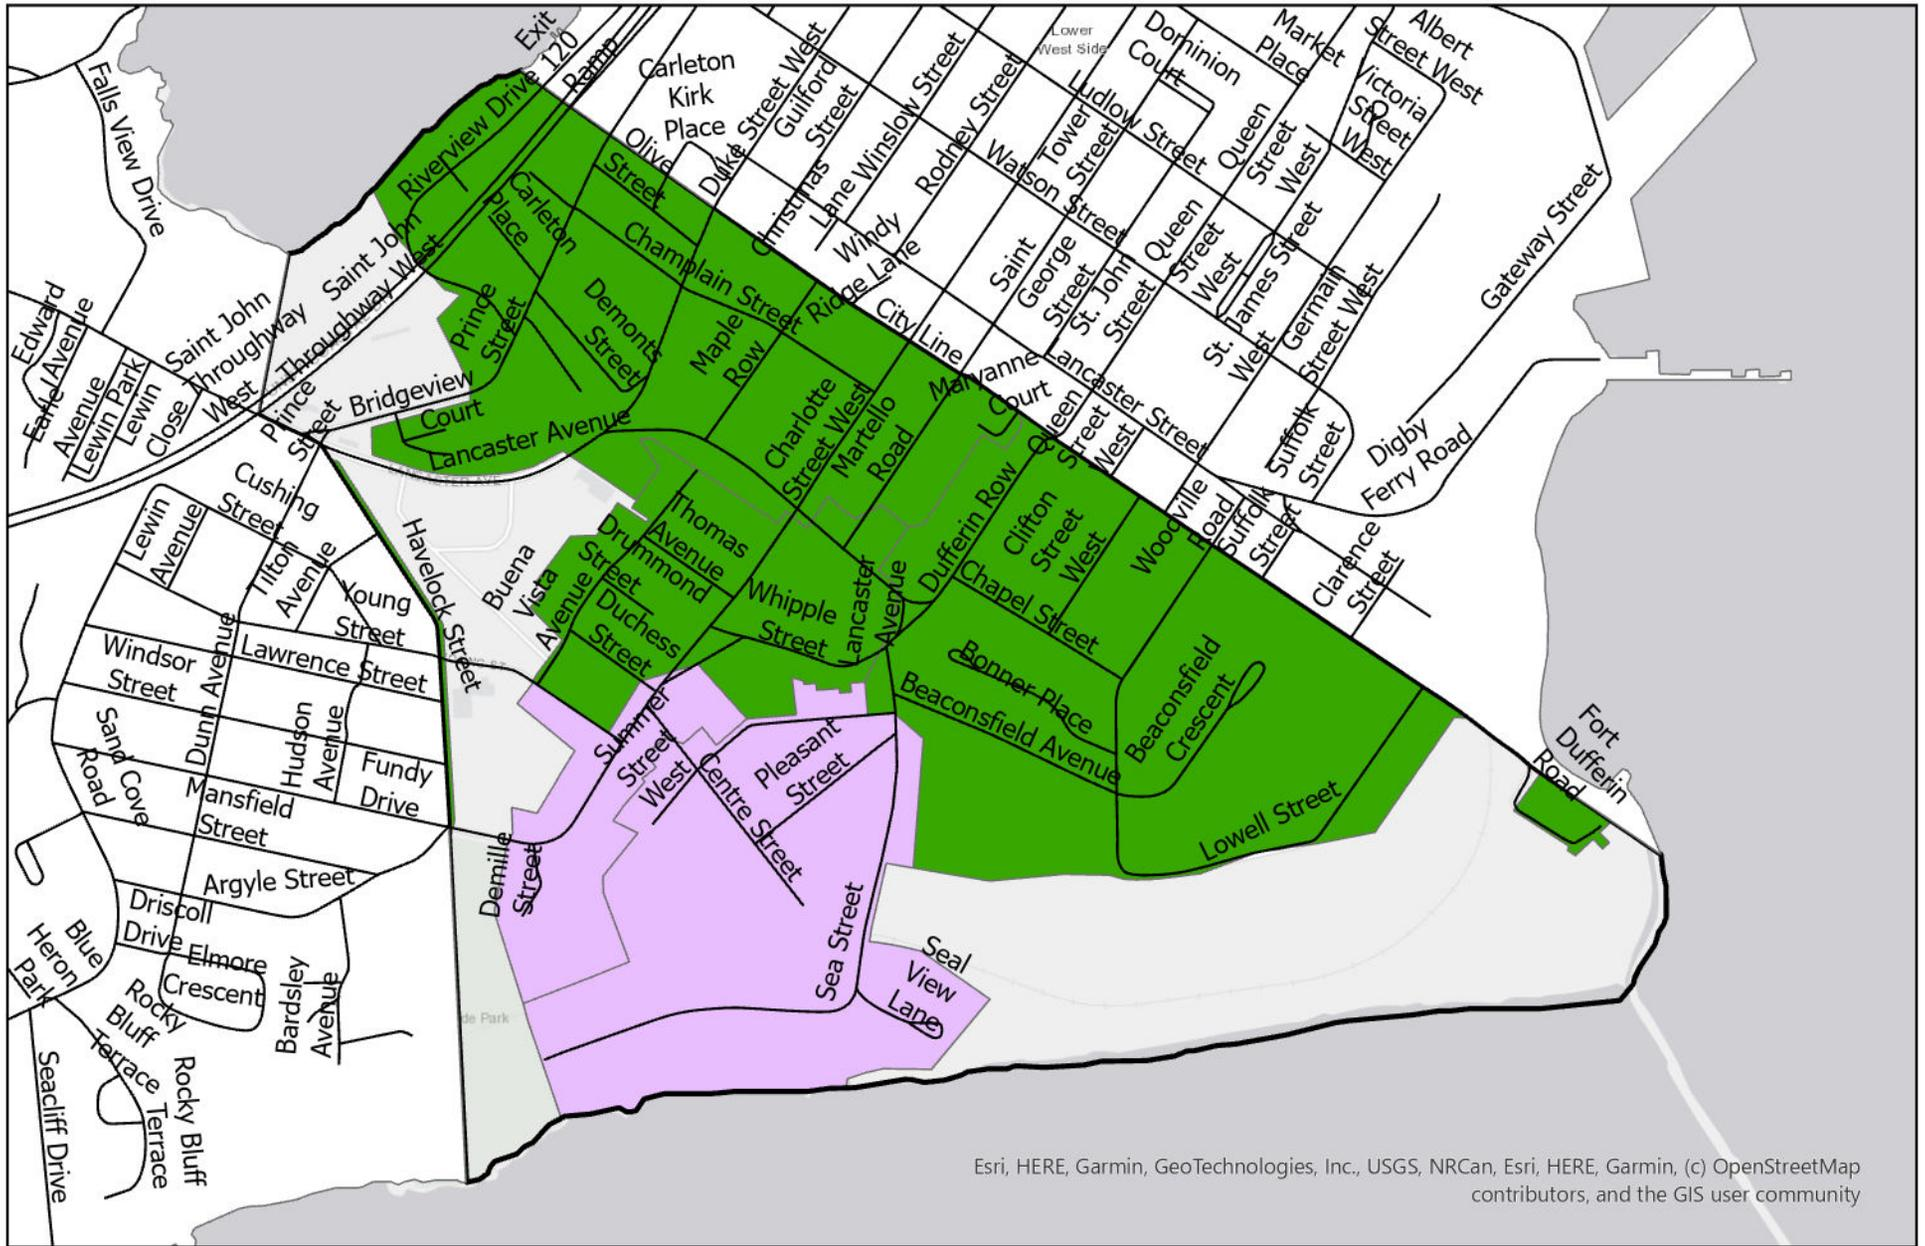 Exit
120
Ramp
Riverview Drive
Falls View Drive
Carleton
Kirk
Place
Olive
Street
Duke Street West
Guilford
Street
Christmas
Lane
Winslow Street
Rodney Street
Lower
West Side
Dominion
Court
Market
Place
Albert
Street West
Victoria
Street
West
Ludlow Street
Tower
Street
Watson Street
Queen
Street
West
Queen
Street
West
Windy
Ridge Lane
Saint
George
Street
St. John
Street
St.
James Street
West
Germain
Street West
Gateway Street
Carleton
Place
Champlain Street
Saint John
Throughway West
Saint John
Throughway
West
Prince
Street
Prince
Street
Demonts
Street
Maple
Row
City Line
Maryanne
Court
Lancaster Street
Queen
Street
West
Suffolk
Street
Digby
Ferry Road
Edward
Avenue
Earle Avenue
Lewin Park
Lewin
Close
Bridgeview
Court
Lancaster Avenue
LANCASTER AVE
Charlotte
Street West
Martello
Road
Cushing
Street
Lewin
Avenue
Tilton
Avenue
Young
Street
Havelock Street
Buena
Vista
Avenue
Thomas
Avenue
Drummond
Street
Duchess
Street
Whipple
Street
Lancaster
Avenue
Dufferin Row
Clifton
Street
West
Chapel Street
Woodville
Road
Suffolk
Street
Clarence
Street
Windsor
Street
Dunn Avenue
Lawrence Street
Hudson
Avenue
Fundy
Drive
Mansfield
Street
Sand Cove
Road
Argyle Street
Driscoll
Drive
Elmore
Crescent
Blue
Heron
Park
Rocky
Bluff
Terrace
Rocky Bluff
Terrace
Bardsley
Avenue
Seacliff Drive
Summer
Street
West
Centre Street
Pleasant
Street
Demille
Street
Sea Street
Seal
View
Lane
Bonner Place
Beaconsfield Avenue
Beaconsfield
Crescent
Lowell Street
Fort
Dufferin
Road
de Park
Esri, HERE, Garmin, GeoTechnologies, Inc., USGS, NRCan, Esri, HERE, Garmin, (c) OpenStreetMap
contributors, and the GIS user community